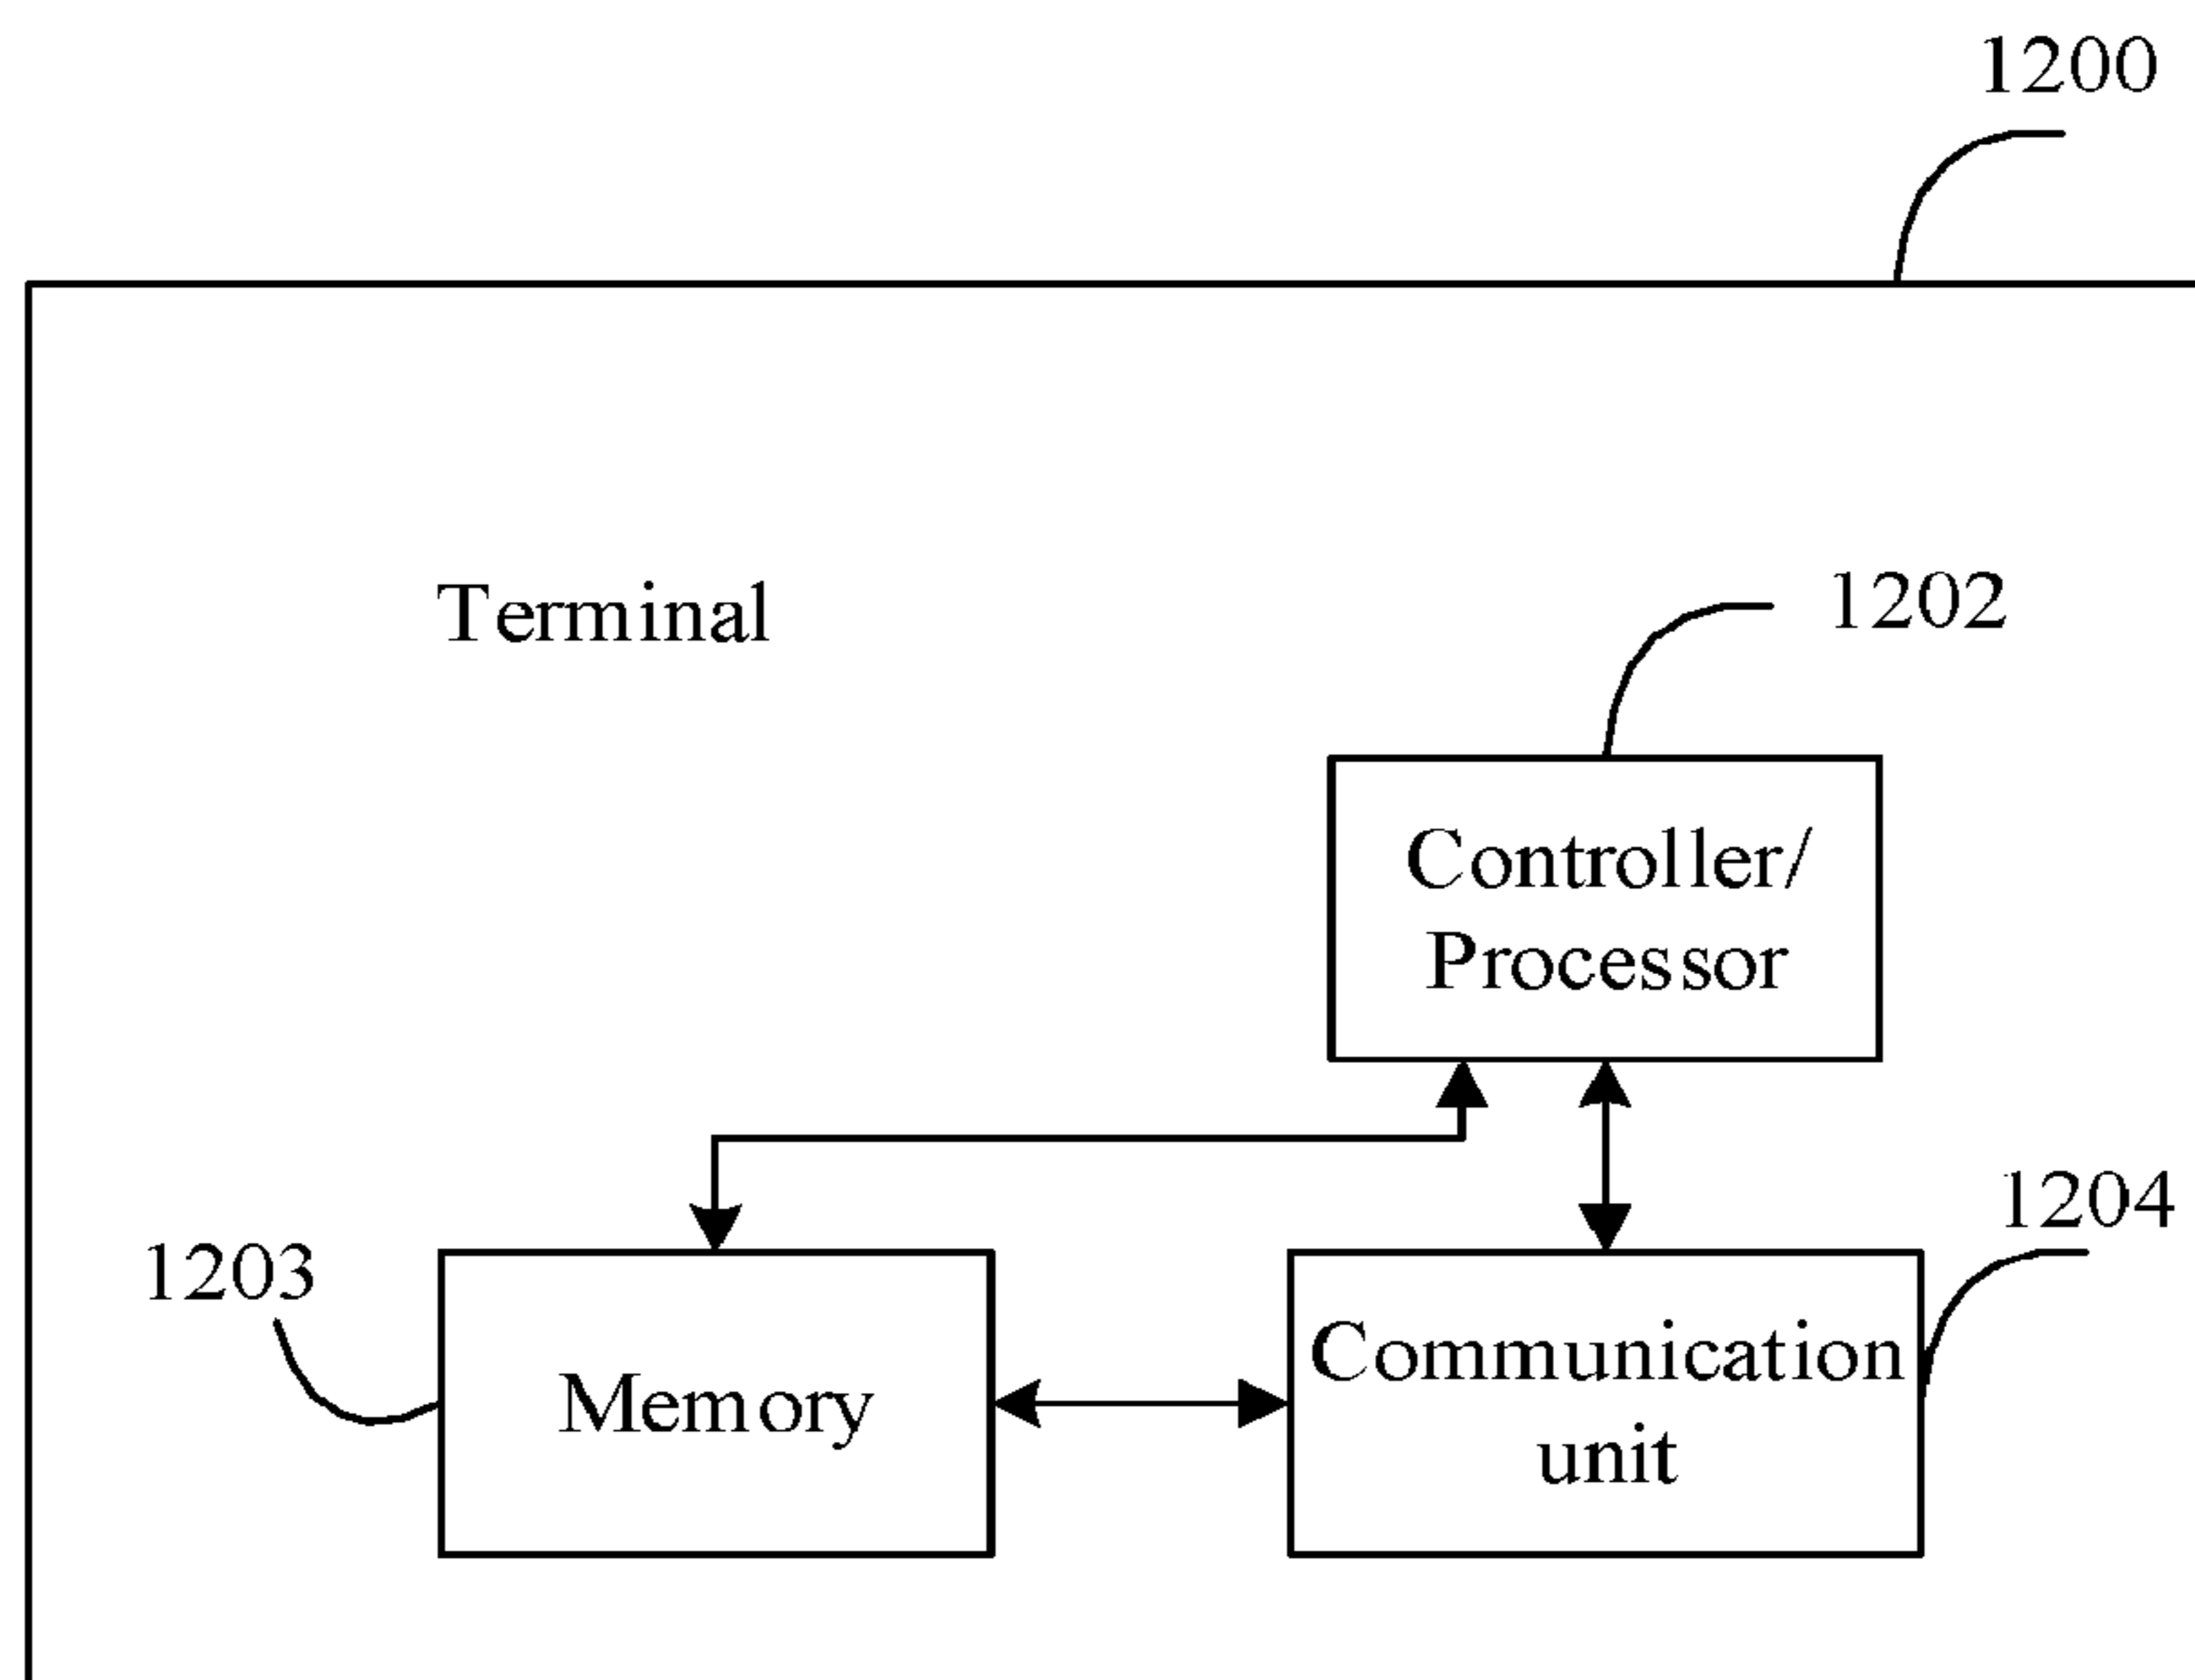 1200
Terminal
1202
Controller/
Processor
1204
1203
Memory
Communication
unit